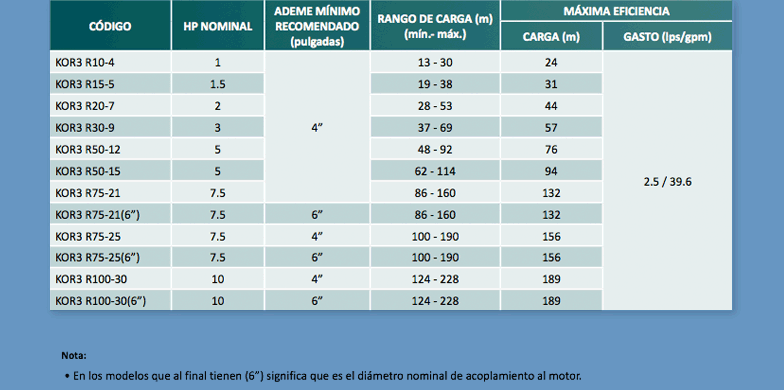 CÓDIGO HP NOMINAL ADEME MÍNIMO RECOMENDADO (pulgadas) RANGO DE CARGA (m) (mín.- máx.) MÁXIMA EFICIENCIA
CARGA (m) GASTO (lps/gpm)
KOR3 R10-4 1 4” 13 - 30 24 2.5 / 39.6
KOR3 R15-5 1.5 19 - 38 31
KOR3 R20-7 2 28 - 53 44
KOR3 R30-9 3 37 - 69 57
KOR3 R50-12 5 48 - 92 76
KOR3 R50-15 5 62 - 114 94
KOR3 R75-21 7.5 86 - 160 132
KOR3 R75-21(6”) 7.5 6” 86 - 160 132
KOR3 R75-25 7.5 4” 100 - 190 156
KOR3 R75-25(6”) 7.5 6” 100 - 190 156
KOR3 R100-30 10 4” 124 - 228 189
KOR3 R100-30(6”) 10 6” 124 - 228 189
Nota:
• En los modelos que al final tienen (6”) significa que es el diámetro nominal de acoplamiento al motor.